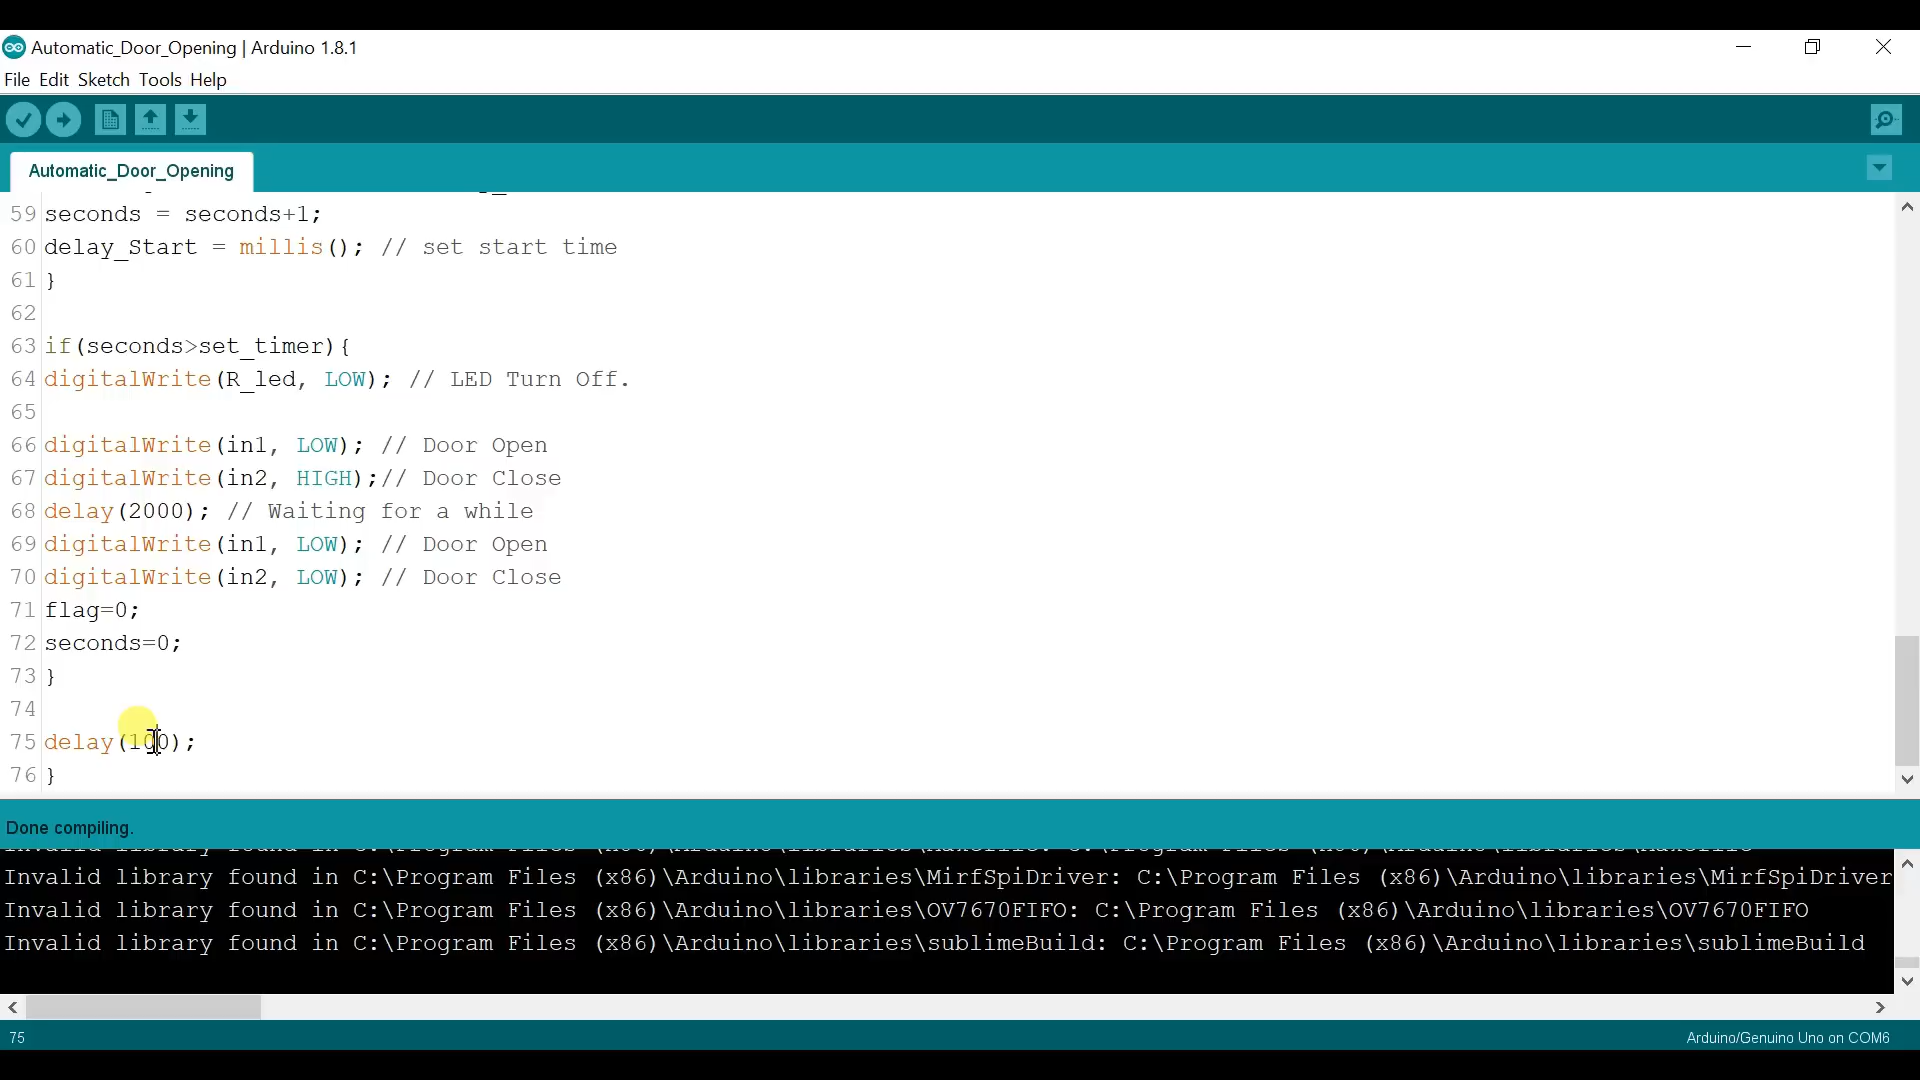 Automatic_Door_Opening | Arduino 1.8.1
File Edit Sketch Tools Help
Automatic_Door_Opening
59 seconds = seconds+1;
60 delay_Start = millis(); // set start time
61 }
62
63 if(seconds>set_timer){
64 digitalWrite(R_led, LOW); // LED Turn Off.
65
66 digitalWrite(in1, LOW); // Door Open
67 digitalWrite(in2, HIGH);// Door Close
68 delay(2000); // Waiting for a while
69 digitalWrite(in1, LOW); // Door Open
70 digitalWrite(in2, LOW); // Door Close
71 flag=0;
72 seconds=0;
73 }
74
75 delay(100);
76 }
Done compiling.
Invalid library found in C:\Program Files (x86)\Arduino\libraries\MirfSpiDriver: C:\Program Files (x86)\Arduino\libraries\MirfSpiDriver
Invalid library found in C:\Program Files (x86)\Arduino\libraries\OV7670FIFO: C:\Program Files (x86)\Arduino\libraries\OV7670FIFO
Invalid library found in C:\Program Files (x86)\Arduino\libraries\sublimeBuild: C:\Program Files (x86)\Arduino\libraries\sublimeBuild
75
Arduino/Genuino Uno on COM6